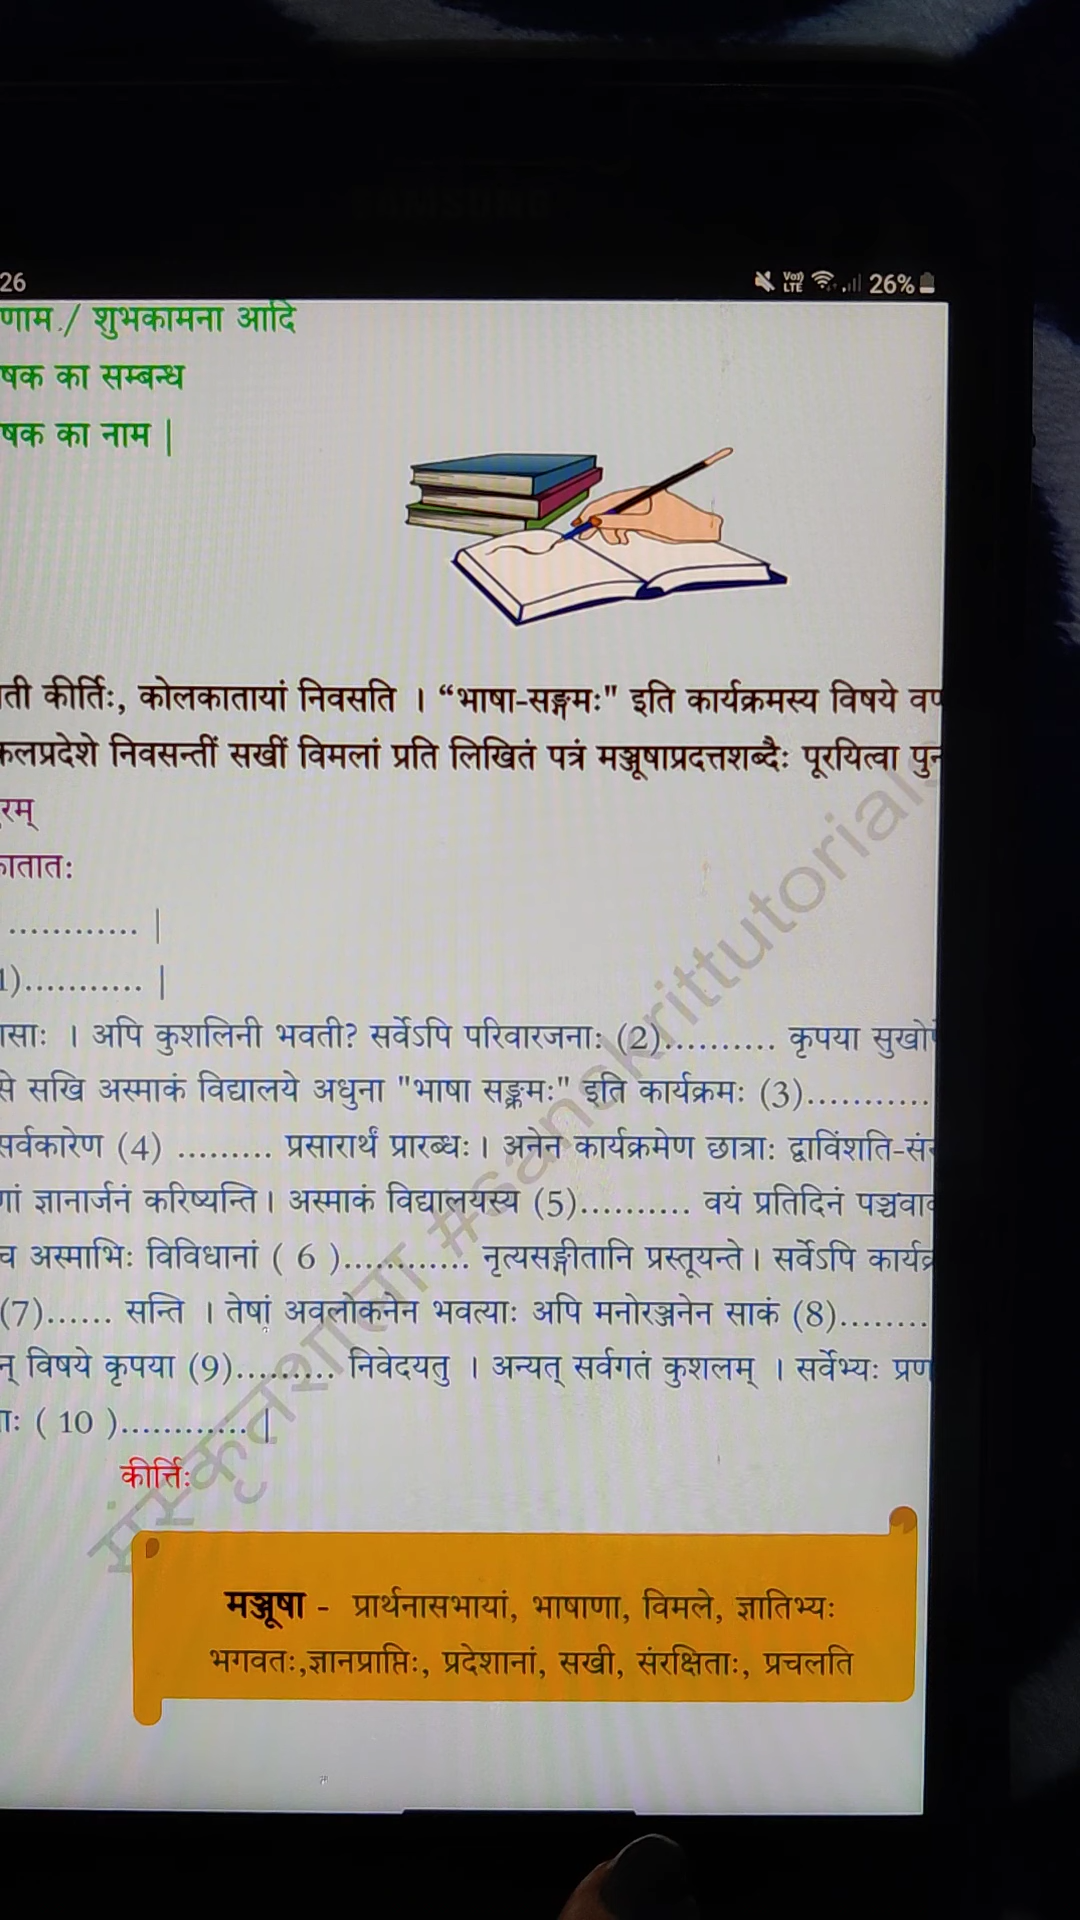 26 Vo) LTE 26%
णाम / शुभकामना आदि
षक का सम्बन्ध
षक का नाम |
ती कीर्तिः, कोलकातायां निवसति । “भाषा-सङ्गमः" इति कार्यक्रमस्य विषये
कलप्रदेशे निवसन्तीं सखीं विमलां प्रति लिखितं पत्रं मञ्जूषाप्रदत्तशब्दैः पूरयित्वा पुन
रम्
कातातः
............ |
1)........... |
साः । अपि कुशलिनी भवती? सर्वेऽपि परिवारजनाः (2).......... कृपया
से सखि अस्माकं विद्यालये अधुना "भाषा सङ्क्रमः" इति कार्यक्रमः (3)...........
सर्वकारेण (4) ......... प्रसारार्थं प्रारब्धः । अनेन कार्यक्रमेण छात्राः द्वाविंशति-
णां ज्ञानार्जनं करिष्यन्ति । अस्माकं विद्यालयस्य (5).......... वयं प्रतिदिनं
च अस्माभिः विविधानां ( 6 )............ नृत्यसङ्गीतानि प्रस्तूयन्ते । सर्वेऽपि
(7)...... सन्ति । तेषां अवलोकनेन भवत्याः अपि मनोरञ्जनेन साकं (8)........
न् विषये कृपया (9)......... निवेदयतु । अन्यत् सर्वगतं कुशलम् । सर्वेभ्यः
ाः ( 10 )............|
कीर्त्तिः
संस्कृतशाला #sanskrittutorials
मञ्जूषा - प्रार्थनासभायां, भाषाणा, विमले, ज्ञातिभ्यः
भगवतः,ज्ञानप्राप्तिः, प्रदेशानां, सखी, संरक्षिताः, प्रचलति